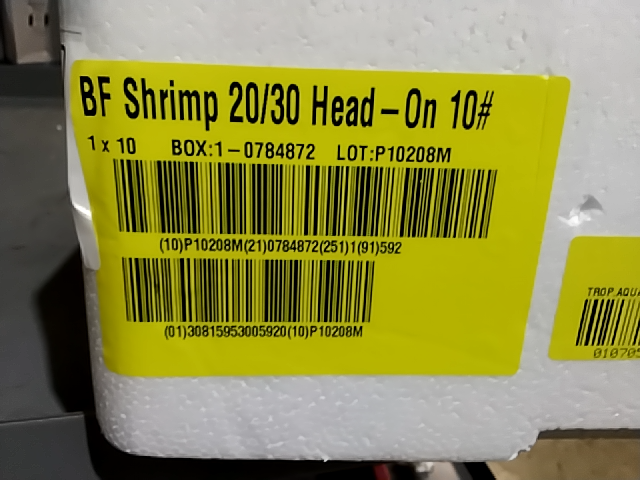 BF Shrimp 20/30 Head-On 10#
1 x 10 BOX:1-0784872 LOT:P10208M
(10)P10208M(21)0784872(251)1(91)592
(01)30815953005920(10)P10208M
TROP AQUA
010705